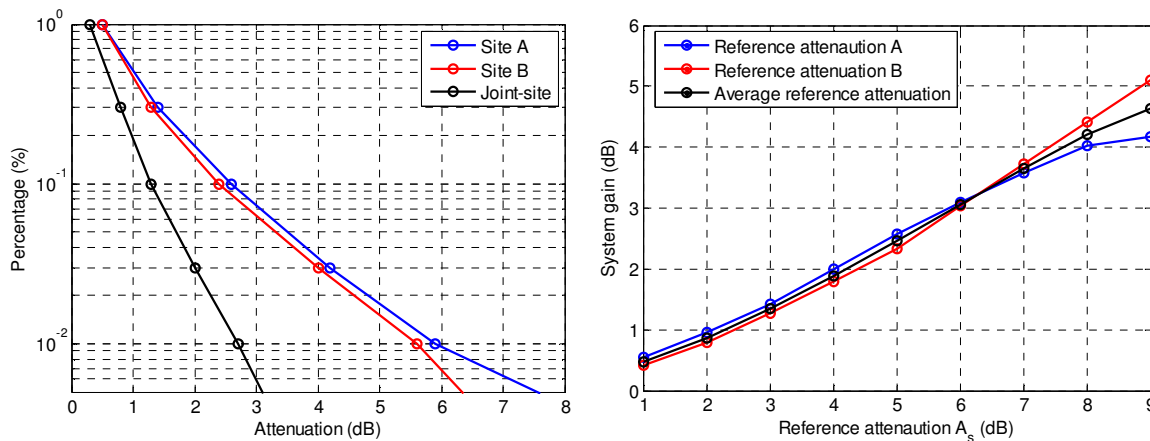 10^0
10^-1
10^-2
Percentage (%)
0 1 2 3 4 5 6 7 8
Attenuation (dB)
Site A
Site B
Joint-site
6
5
4
3
2
1
0
System gain (dB)
1 2 3 4 5 6 7 8 9
Reference attenaution A_s (dB)
Reference attenaution A
Reference attenuation B
Average reference attenuation